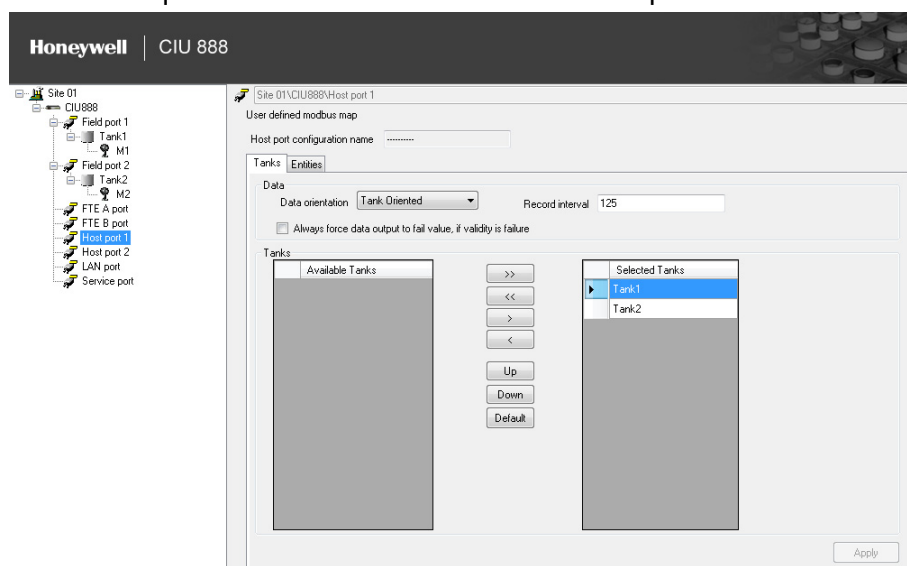 Honeywell | CIU 888
Site 01
CIU888
Field port 1
Tank1
M1
Field port 2
Tank2
M2
FTE A port
FTE B port
Host port 1
Host port 2
LAN port
Service port
Site 01\CIU888\Host port 1
User defined modbus map
Host port configuration name ----------
Tanks Entities
Data
Data orientation Tank Oriented Record interval 125
Always force data output to fail value, if validity is failure
Tanks
Available Tanks
>>
<<
>
<
Up
Down
Default
Selected Tanks
Tank1
Tank2
Apply